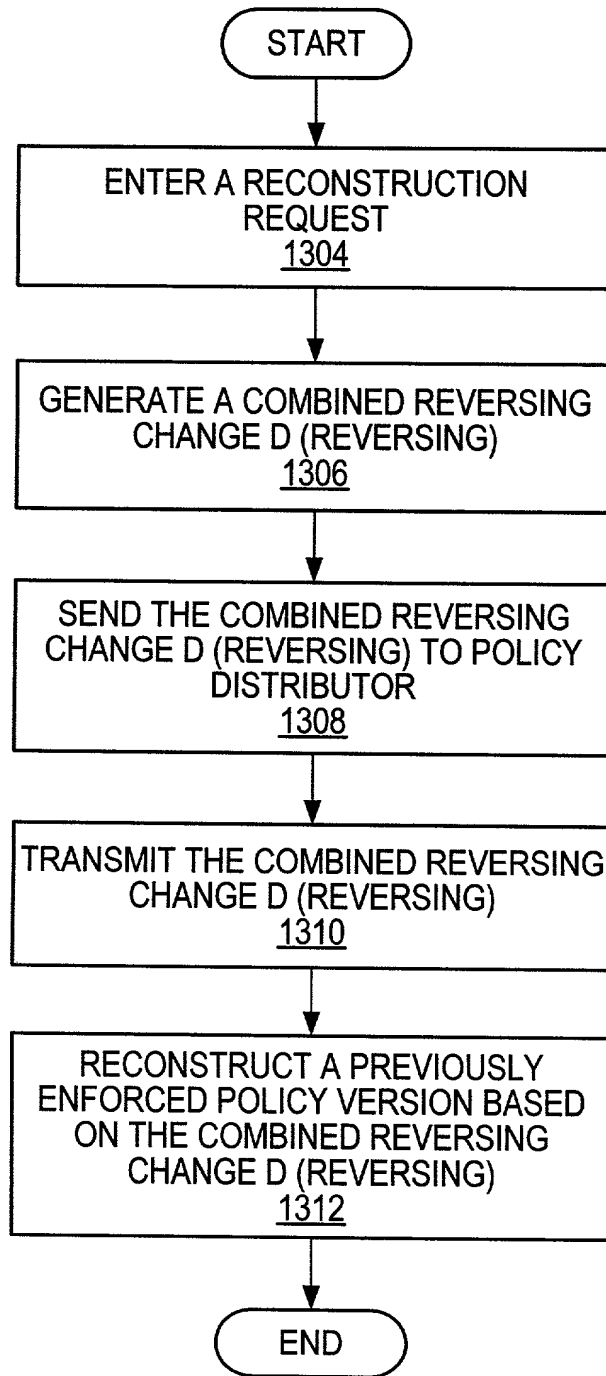 START
ENTER A RECONSTRUCTION
REQUEST
1304
GENERATE A COMBINED REVERSING
CHANGE D (REVERSING)
1306
SEND THE COMBINED REVERSING
CHANGE D (REVERSING) TO POLICY
DISTRIBUTOR
1308
TRANSMIT THE COMBINED REVERSING
CHANGE D (REVERSING)
1310
RECONSTRUCT A PREVIOUSLY
ENFORCED POLICY VERSION BASED
ON THE COMBINED REVERSING
CHANGE D (REVERSING)
1312
END